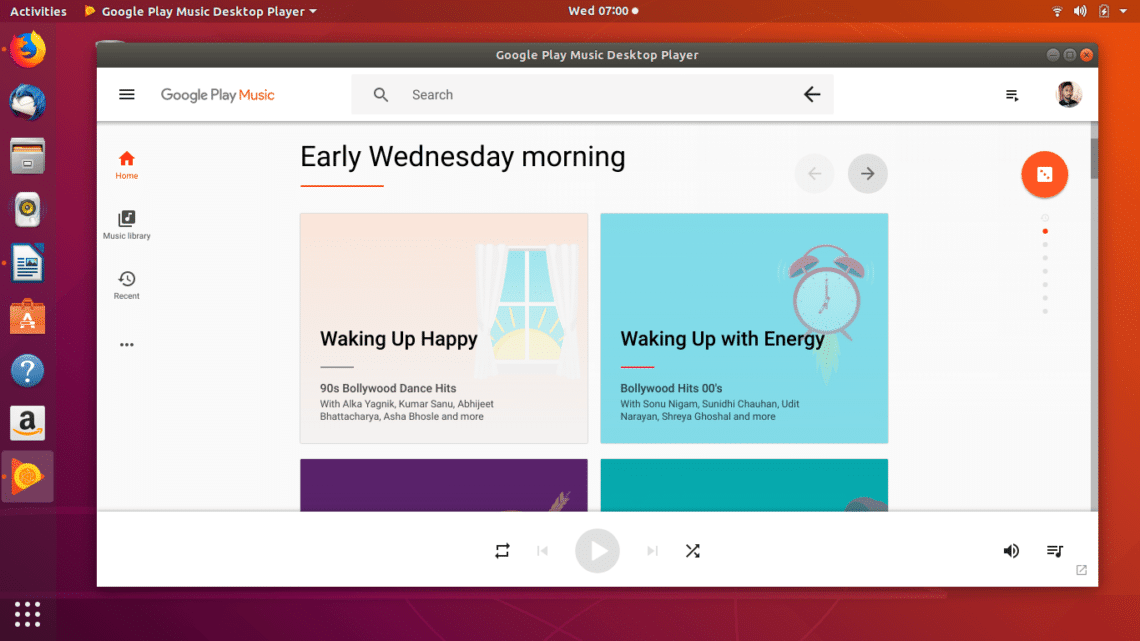 Activities Google Play Music Desktop Player Wed 07:00
Google Play Music Desktop Player
Google Play Music Search
Early Wednesday morning
Home
Music library
Recent
Waking Up Happy
90s Bollywood Dance Hits
With Alka Yagnik, Kumar Sanu, Abhijeet
Bhattacharya, Asha Bhosle and more
Waking Up with Energy
Bollywood Hits 00's
With Sonu Nigam, Sunidhi Chauhan, Udit
Narayan, Shreya Ghoshal and more